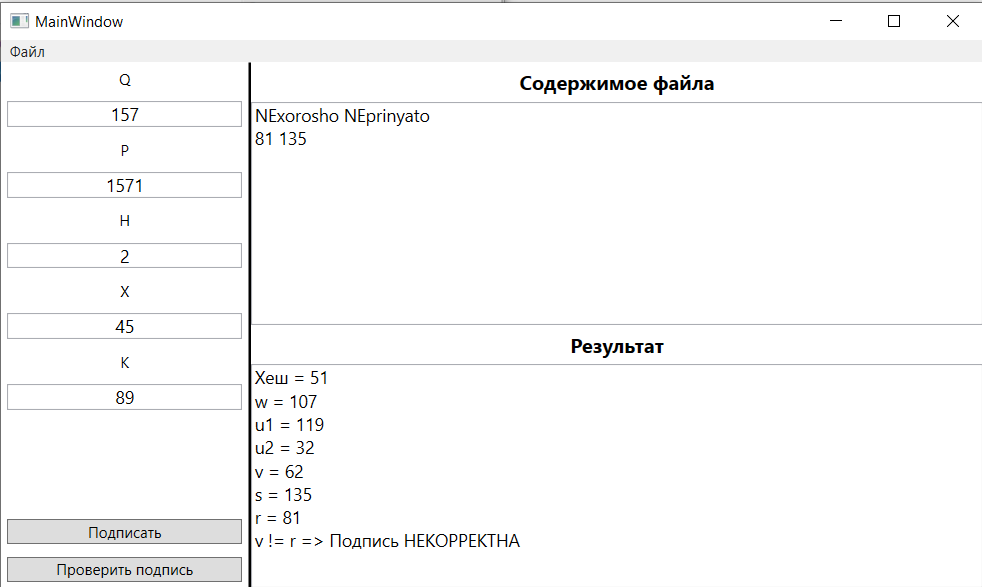 MainWindow
Файл
Q
157
P
1571
H
2
X
45
K
89
Подписать
Проверить подпись
Содержимое файла
NExorosho NEprinyato
81 135
Результат
Хеш = 51
w = 107
u1 = 119
u2 = 32
v = 62
s = 135
r = 81
v != r => Подпись НЕКОРРЕКТНА